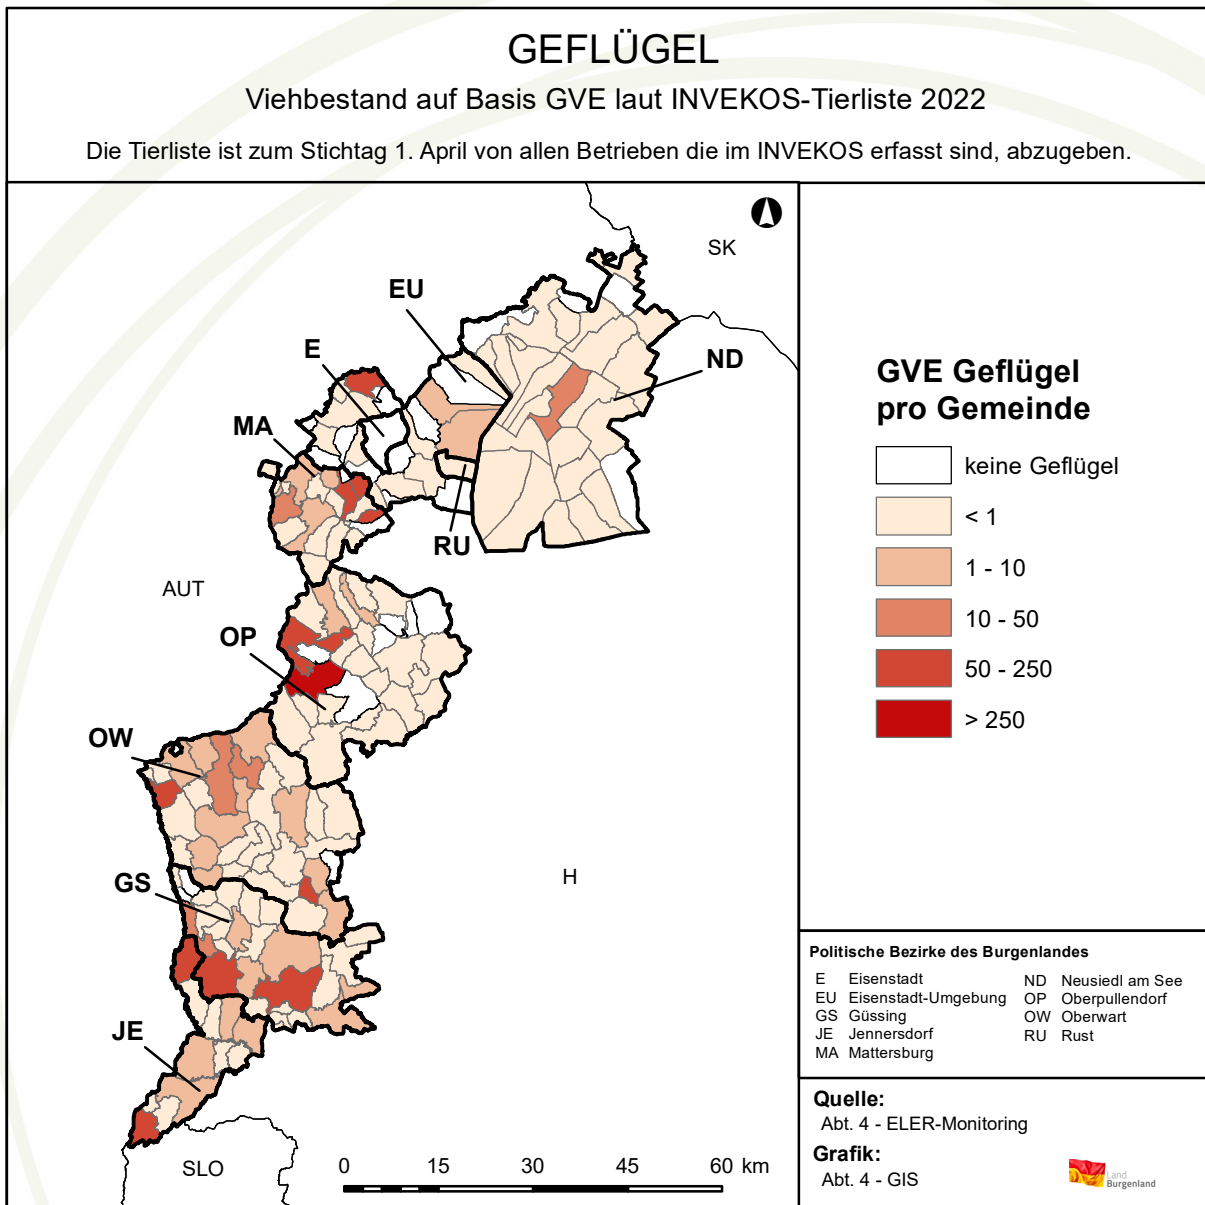 GEFLÜGEL
Viehbestand auf Basis GVE laut INVEKOS-Tierliste 2022
Die Tierliste ist zum Stichtag 1. April von allen Betrieben die im INVEKOS erfasst sind, abzugeben.
SK
EU
E
ND
MA
RU
AUT
OP
OW
GS
H
JE
SLO
0 15 30 45 60 km
GVE Geflügel
pro Gemeinde
keine Geflügel
< 1
1 - 10
10 - 50
50 - 250
> 250
Politische Bezirke des Burgenlandes
E Eisenstadt
EU Eisenstadt-Umgebung
GS Güssing
JE Jennersdorf
MA Mattersburg
ND Neusiedl am See
OP Oberpullendorf
OW Oberwart
RU Rust
Quelle:
Abt. 4 - ELER-Monitoring
Grafik:
Abt. 4 - GIS
Land
Burgenland